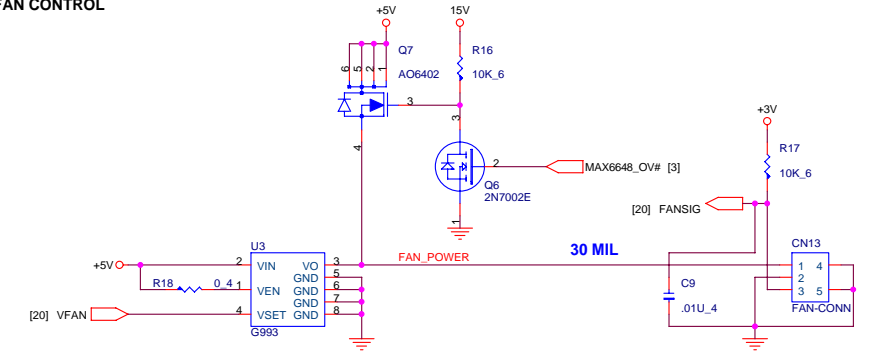 FAN CONTROL
+5V
15V
Q7
AO6402
6
5
2
1
3
4
R16
10K_6
3
2
1
Q6
2N7002E
MAX6648_OV# [3]
+3V
R17
10K_6
[20] FANSIG
U3
+5V
2 VIN VO 3
GND 5
R18 0_4 1 VEN GND 6
GND 7
[20] VFAN 4 VSET GND 8
G993
FAN_POWER
30 MIL
C9
.01U_4
CN13
1 4
2
3 5
FAN-CONN